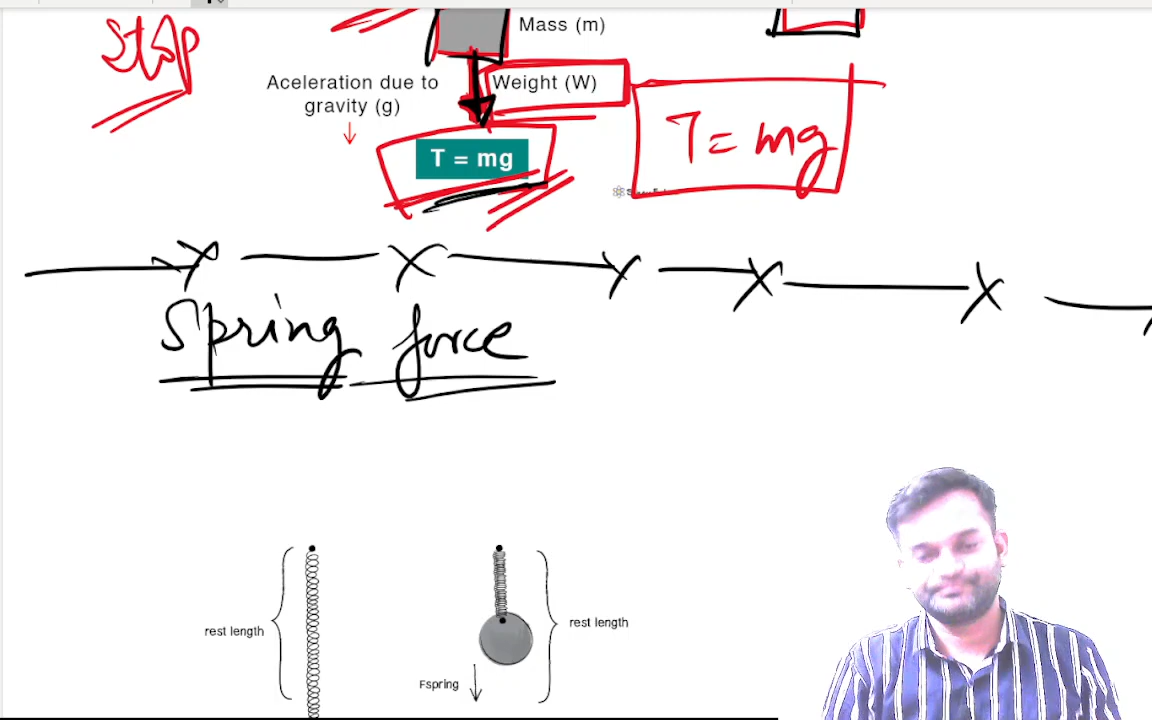 Stop
Mass (m)
Aceleration due to
gravity (g)
Weight (W)
T = mg
T = mg
Spring force
rest length
rest length
Fspring